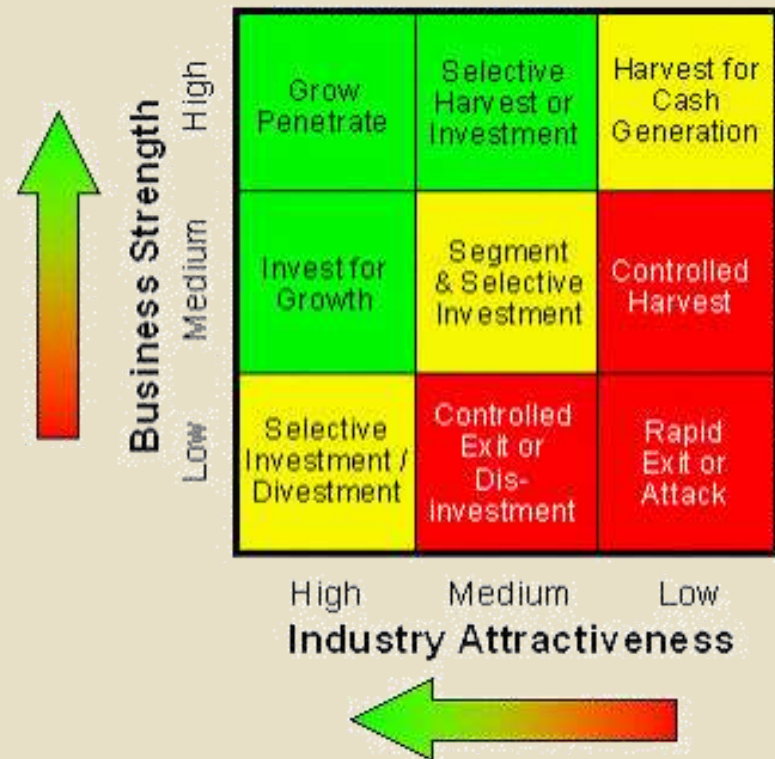 Business Strength
High
Medium
Low
Grow
Penetrate
Selective
Harvest or
Investment
Harvest for
Cash
Generation
Invest for
Growth
Segment
& Selective
Investment
Controlled
Harvest
Selective
Investment /
Divestment
Controlled
Exit or
Dis-
investment
Rapid
Exit or
Attack
High
Medium
Low
Industry Attractiveness